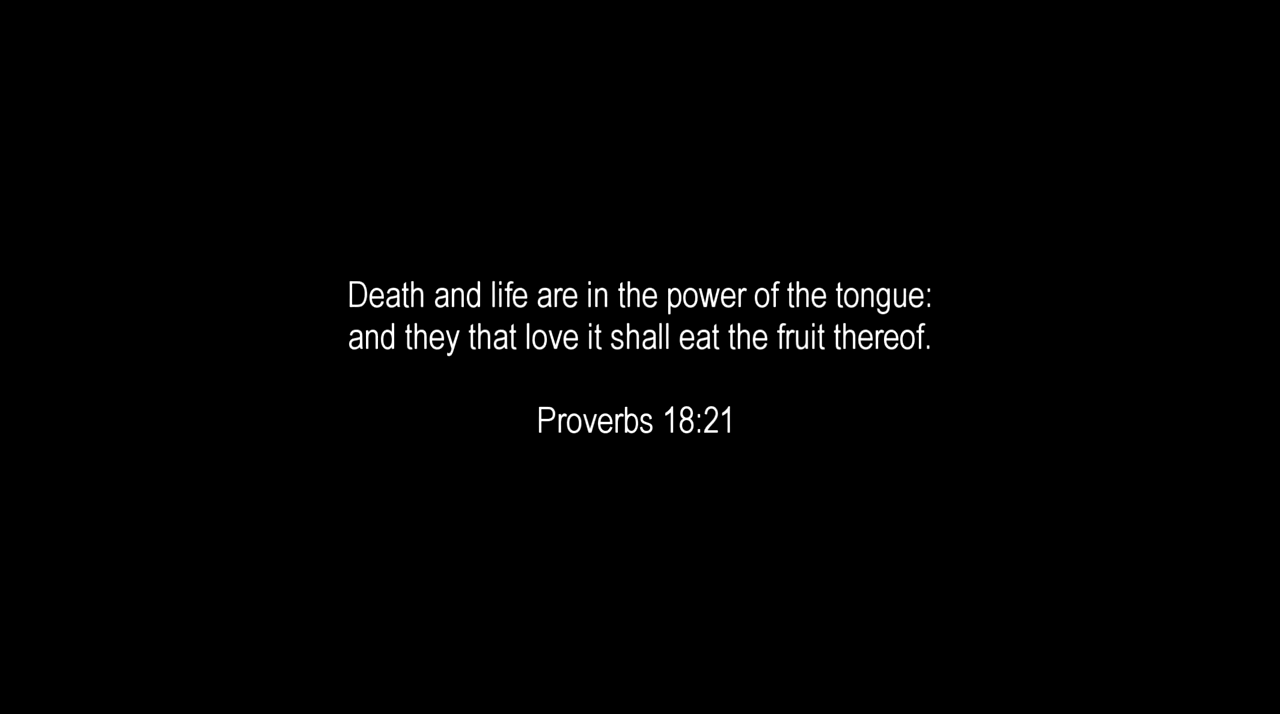 Death and life are in the power of the tongue:
and they that love it shall eat the fruit thereof.
Proverbs 18:21